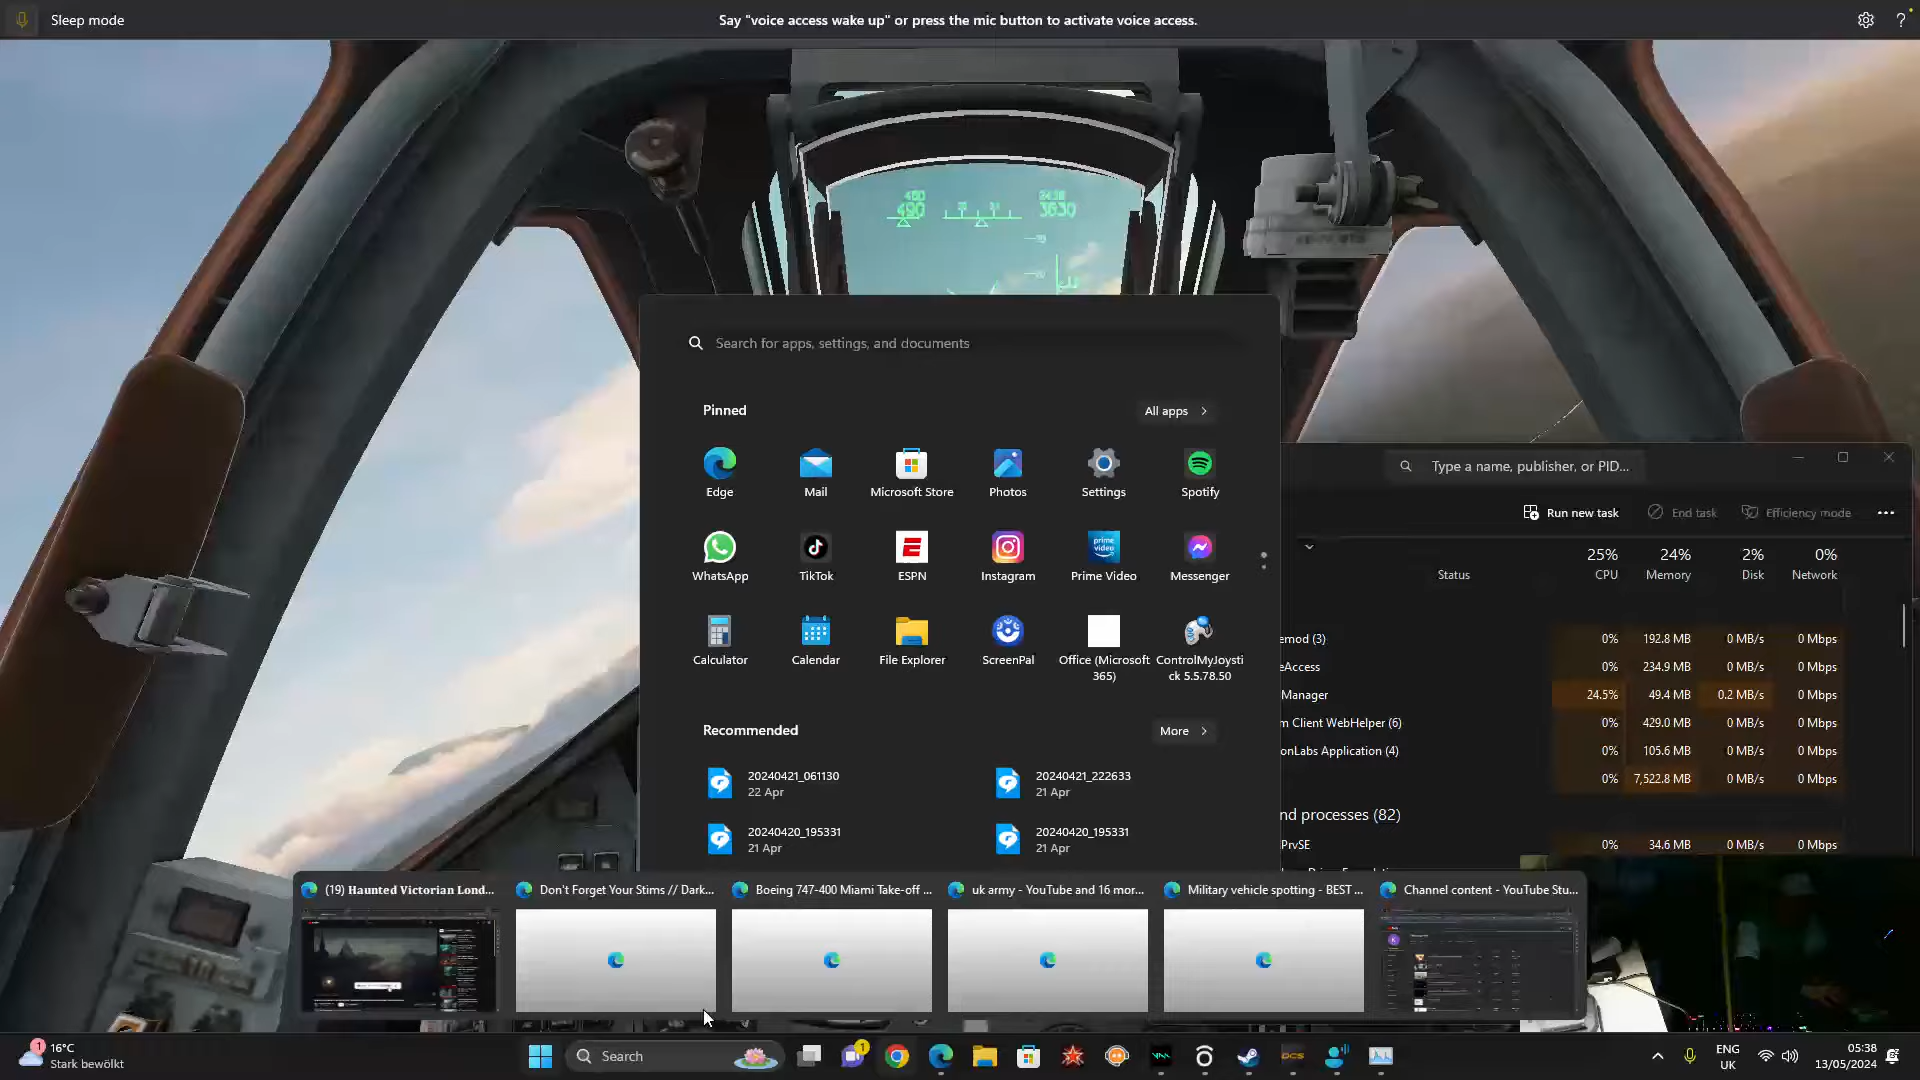 Sleep mode
Say "voice access wake up" or press the mic button to activate voice access.
480
490
3630
Search for apps, settings, and documents
Pinned
All apps
Edge
Mail
Microsoft Store
Photos
Settings
Spotify
WhatsApp
TikTok
ESPN
Instagram
prime video
Prime Video
Messenger
Calculator
Calendar
File Explorer
ScreenPal
Office (Microsoft 365)
ControlMyJoysti
ck 5.5.78.50
Recommended
More
20240421_061130
22 Apr
20240421_222633
21 Apr
20240420_195331
21 Apr
20240420_195331
21 Apr
Type a name, publisher, or PID...
Run new task
End task
Efficiency mode
25% 24% 2% 0%
Status CPU Memory Disk Network
emod (3) 0% 192.8 MB 0 MB/s 0 Mbps
eAccess 0% 234.9 MB 0 MB/s 0 Mbps
Manager 24.5% 49.4 MB 0.2 MB/s 0 Mbps
m Client WebHelper (6) 0% 429.0 MB 0 MB/s 0 Mbps
onLabs Application (4) 0% 105.6 MB 0 MB/s 0 Mbps
0% 7,522.8 MB 0 MB/s 0 Mbps
nd processes (82)
PrvSE 0% 34.6 MB 0 MB/s 0 Mbps
(19) Haunted Victorian Lond...
Don't Forget Your Stims // Dark...
Boeing 747-400 Miami Take-off ...
uk army - YouTube and 16 mor...
Military vehicle spotting - BEST ...
Channel content - YouTube Stu...
1
16°C
Stark bewölkt
Search
1
DCS
ENG
UK
05:38
13/05/2024